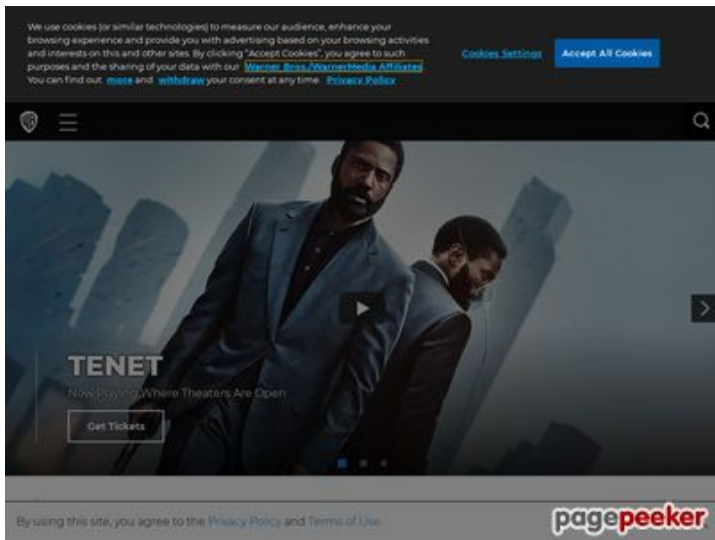 We use cookies (or similar technologies) to measure our audience, enhance your
browsing experience and provide you with advertising based on your browsing activities
and interests on this and other sites. By clicking "Accept Cookies", you agree to such
purposes and the sharing of your data with our Warner Bros./WarnerMedia Affiliates.
You can find out more and withdraw your consent at any time. Privacy Policy
Cookies Settings
Accept All Cookies
WB
TENET
Now Playing Where Theaters Are Open
Get Tickets
By using this site, you agree to the Privacy Policy and Terms of Use.
pagepeeker